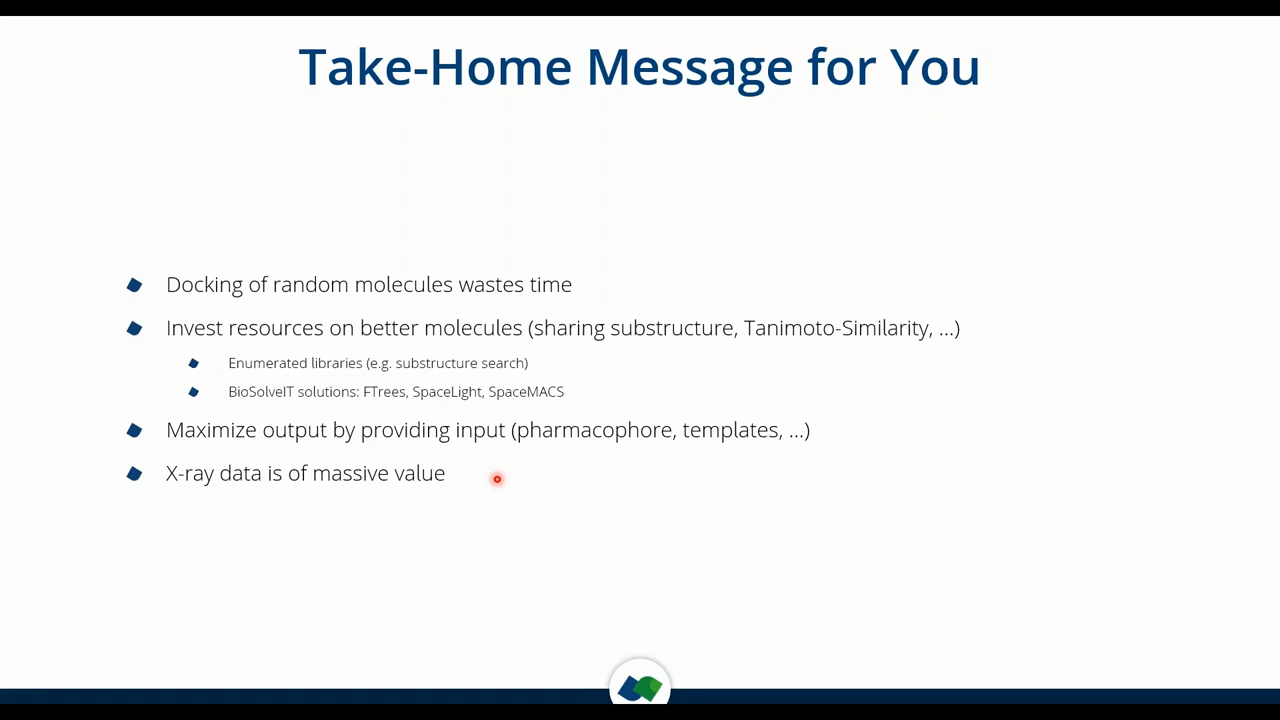 Take-Home Message for You
Docking of random molecules wastes time
Invest resources on better molecules (sharing substructure, Tanimoto-Similarity, ...)
Enumerated libraries (e.g. substructure search)
BioSolveIT solutions: FTrees, SpaceLight, SpaceMACS
Maximize output by providing input (pharmacophore, templates, ...)
X-ray data is of massive value